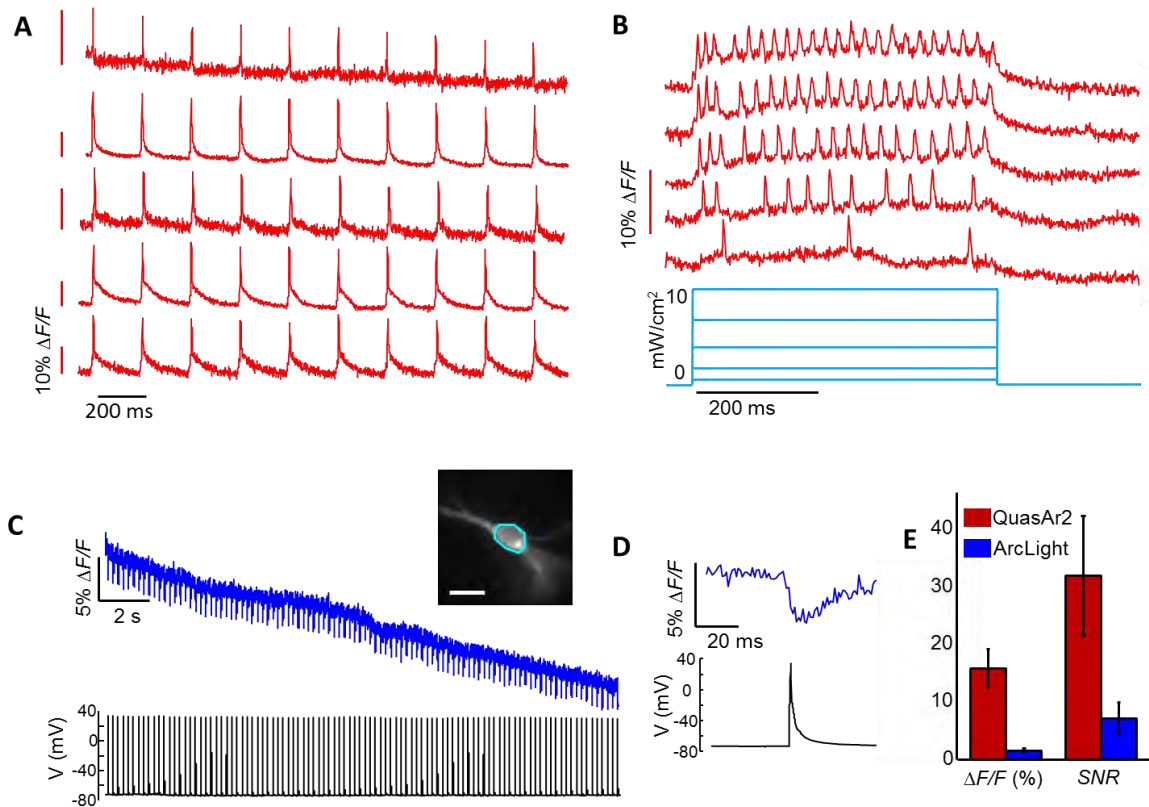 A
10% ΔF/F
200 ms
B
10% ΔF/F
10
mW/cm²
0
200 ms
C
5% ΔF/F
2 s
40
0
-40
-80
V (mV)
D
5% ΔF/F
20 ms
40
0
-40
-80
V (mV)
E
QuasAr2
ArcLight
40
30
20
10
0
ΔF/F (%)
SNR